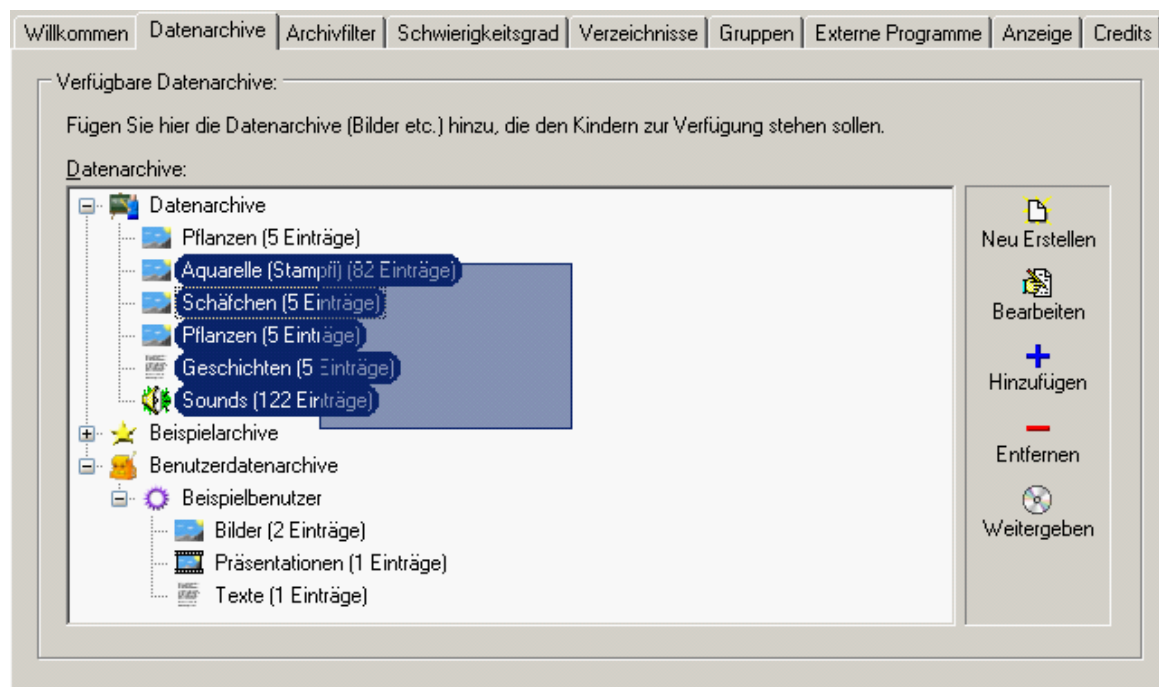 Willkommen Datenarchive Archivfilter Schwierigkeitsgrad Verzeichnisse Gruppen Externe Programme Anzeige Credits
Verfügbare Datenarchive:
Fügen Sie hier die Datenarchive (Bilder etc.) hinzu, die den Kindern zur Verfügung stehen sollen.
Datenarchive:
Datenarchive
Pflanzen (5 Einträge)
Aquarelle (Stampfl) (82 Einträge)
Schäfchen (5 Einträge)
Pflanzen (5 Einträge)
Geschichten (5 Einträge)
Sounds (122 Einträge)
Beispielarchive
Benutzerdatenarchive
Beispielbenutzer
Bilder (2 Einträge)
Präsentationen (1 Einträge)
Texte (1 Einträge)
Neu Erstellen
Bearbeiten
Hinzufügen
Entfernen
Weitergeben